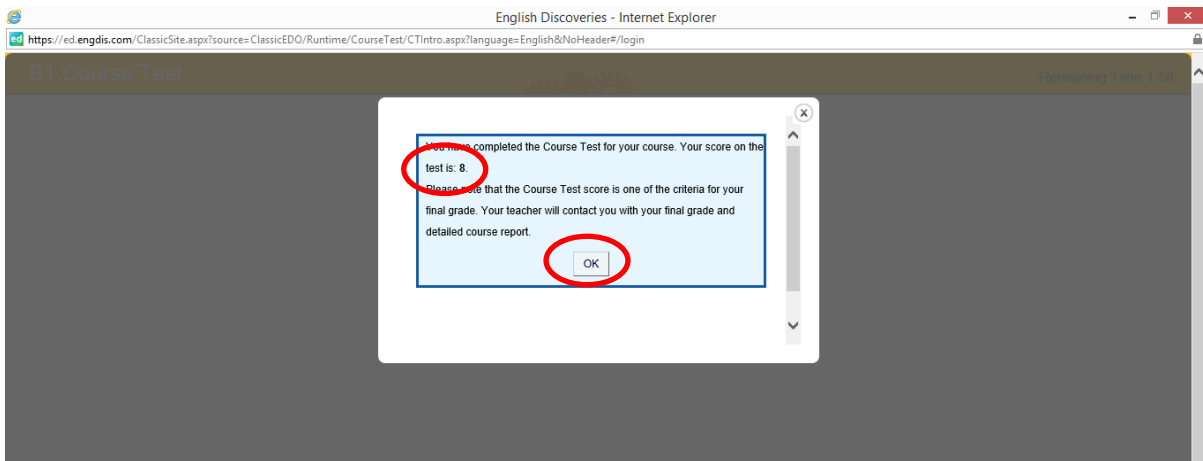 English Discoveries - Internet Explorer
ed https://ed.engdis.com/ClassicSite.aspx?source=ClassicEDO/Runtime/CourseTest/CTIntro.aspx?language=English&NoHeader#/login
B1 Course Test
Remaining Time 1:58
You have completed the Course Test for your course. Your score on the
test is: 8.
Please note that the Course Test score is one of the criteria for your
final grade. Your teacher will contact you with your final grade and
detailed course report.
OK